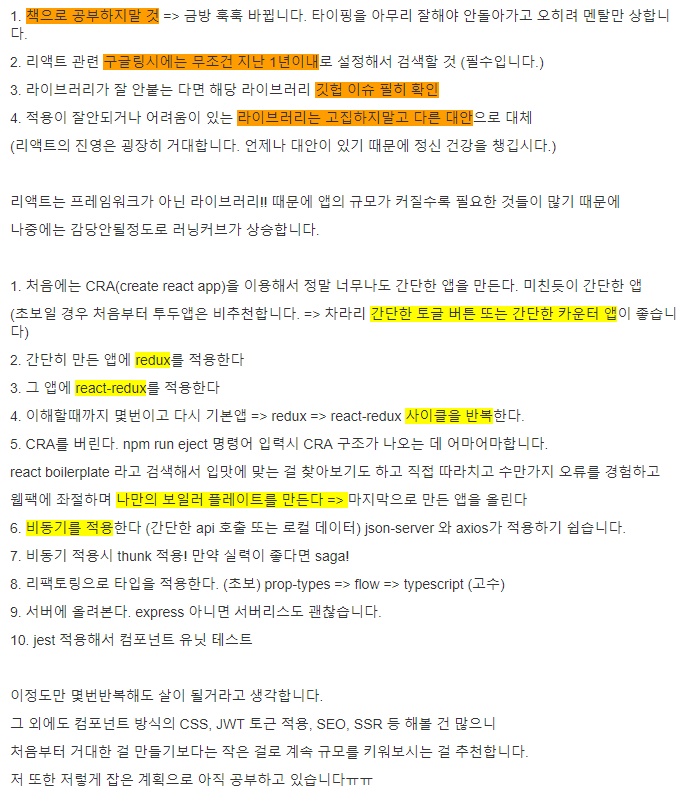 1. 책으로 공부하지말 것 => 금방 훅훅 바뀝니다. 타이핑을 아무리 잘해야 안돌아가고 오히려 멘탈만 상합니
다.
2. 리액트 관련 구글링시에는 무조건 지난 1년이내로 설정해서 검색할 것 (필수입니다.)
3. 라이브러리가 잘 안붙는 다면 해당 라이브러리 깃헙 이슈 필히 확인
4. 적용이 잘안되거나 어려움이 있는 라이브러리는 고집하지말고 다른 대안으로 대체
(리액트의 진영은 굉장히 거대합니다. 언제나 대안이 있기 때문에 정신 건강을 챙깁시다.)
리액트는 프레임워크가 아닌 라이브러리!! 때문에 앱의 규모가 커질수록 필요한 것들이 많기 때문에
나중에는 감당안될정도로 러닝커브가 상승합니다.
1. 처음에는 CRA(create react app)을 이용해서 정말 너무나도 간단한 앱을 만든다. 미친듯이 간단한 앱
(초보일 경우 처음부터 투두앱은 비추천합니다. => 차라리 간단한 토글 버튼 또는 간단한 카운터 앱이 좋습니
다)
2. 간단히 만든 앱에 redux를 적용한다
3. 그 앱에 react-redux를 적용한다
4. 이해할때까지 몇번이고 다시 기본앱 => redux => react-redux 사이클을 반복한다.
5. CRA를 버린다. npm run eject 명령어 입력시 CRA 구조가 나오는 데 어마어마합니다.
react boilerplate 라고 검색해서 입맛에 맞는 걸 찾아보기도 하고 직접 따라치고 수만가지 오류를 경험하고
웹팩에 좌절하며 나만의 보일러 플레이트를 만든다 => 마지막으로 만든 앱을 올린다
6. 비동기를 적용한다 (간단한 api 호출 또는 로컬 데이터) json-server 와 axios가 적용하기 쉽습니다.
7. 비동기 적용시 thunk 적용! 만약 실력이 좋다면 saga!
8. 리팩토링으로 타입을 적용한다. (초보) prop-types => flow => typescript (고수)
9. 서버에 올려본다. express 아니면 서버리스도 괜찮습니다.
10. jest 적용해서 컴포넌트 유닛 테스트
이정도만 몇번반복해도 살이 될거라고 생각합니다.
그 외에도 컴포넌트 방식의 CSS, JWT 토근 적용, SEO, SSR 등 해볼 건 많으니
처음부터 거대한 걸 만들기보다는 작은 걸로 계속 규모를 키워보시는 걸 추천합니다.
저 또한 저렇게 잡은 계획으로 아직 공부하고 있습니다ㅠㅠ